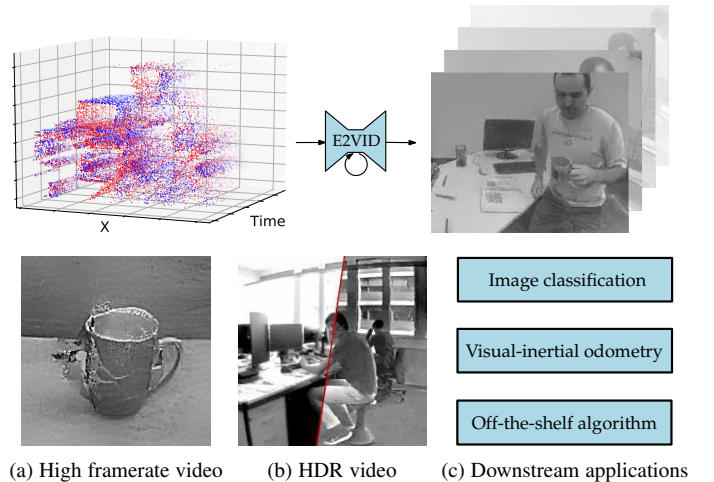 E2VID
Time
X
Image classification
Visual-inertial odometry
Off-the-shelf algorithm
(a) High framerate video
(b) HDR video
(c) Downstream applications